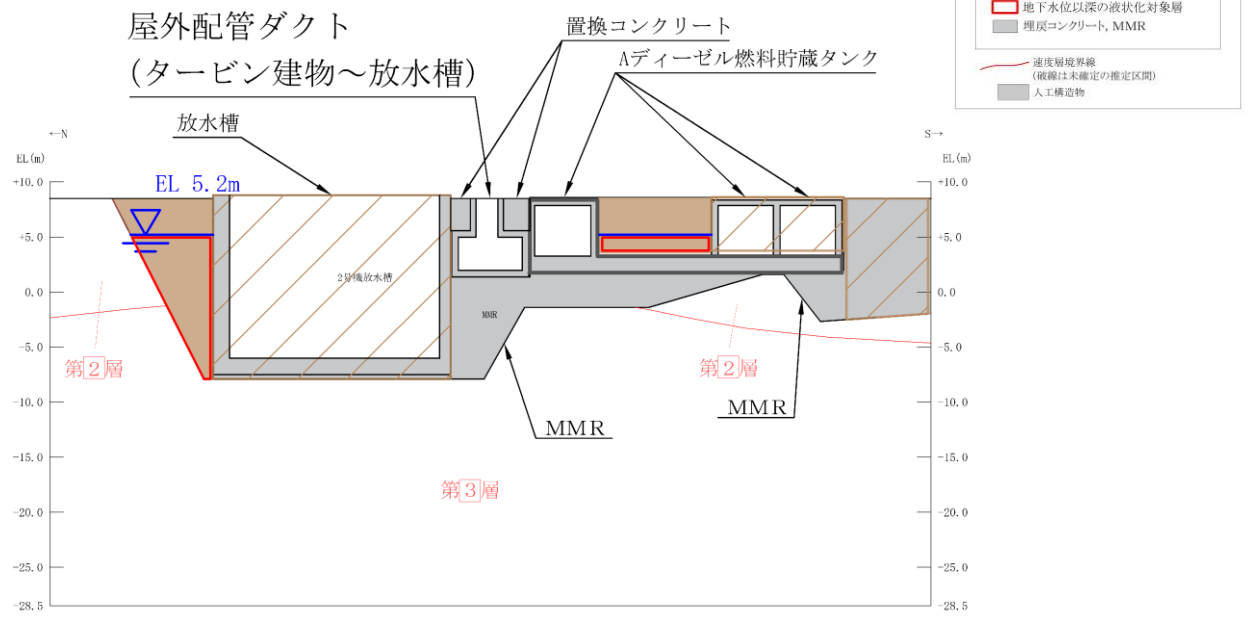 屋外配管ダクト
(タービン建物～放水槽)
置換コンクリート
Aディーゼル燃料貯蔵タンク
放水槽
地下水位以深の液状化対象層
埋戻コンクリート, MMR
速度層境界線
(破線は未確定の推定区間)
人工構造物
←N
S→
EL(m)
EL(m)
EL 5.2m
+10.0
+10.0
+5.0
+5.0
2号機放水槽
0.0
0.0
MMR
-5.0
-5.0
第2層
第2層
-10.0
-10.0
MMR
MMR
-15.0
-15.0
第3層
-20.0
-20.0
-25.0
-25.0
-28.5
-28.5